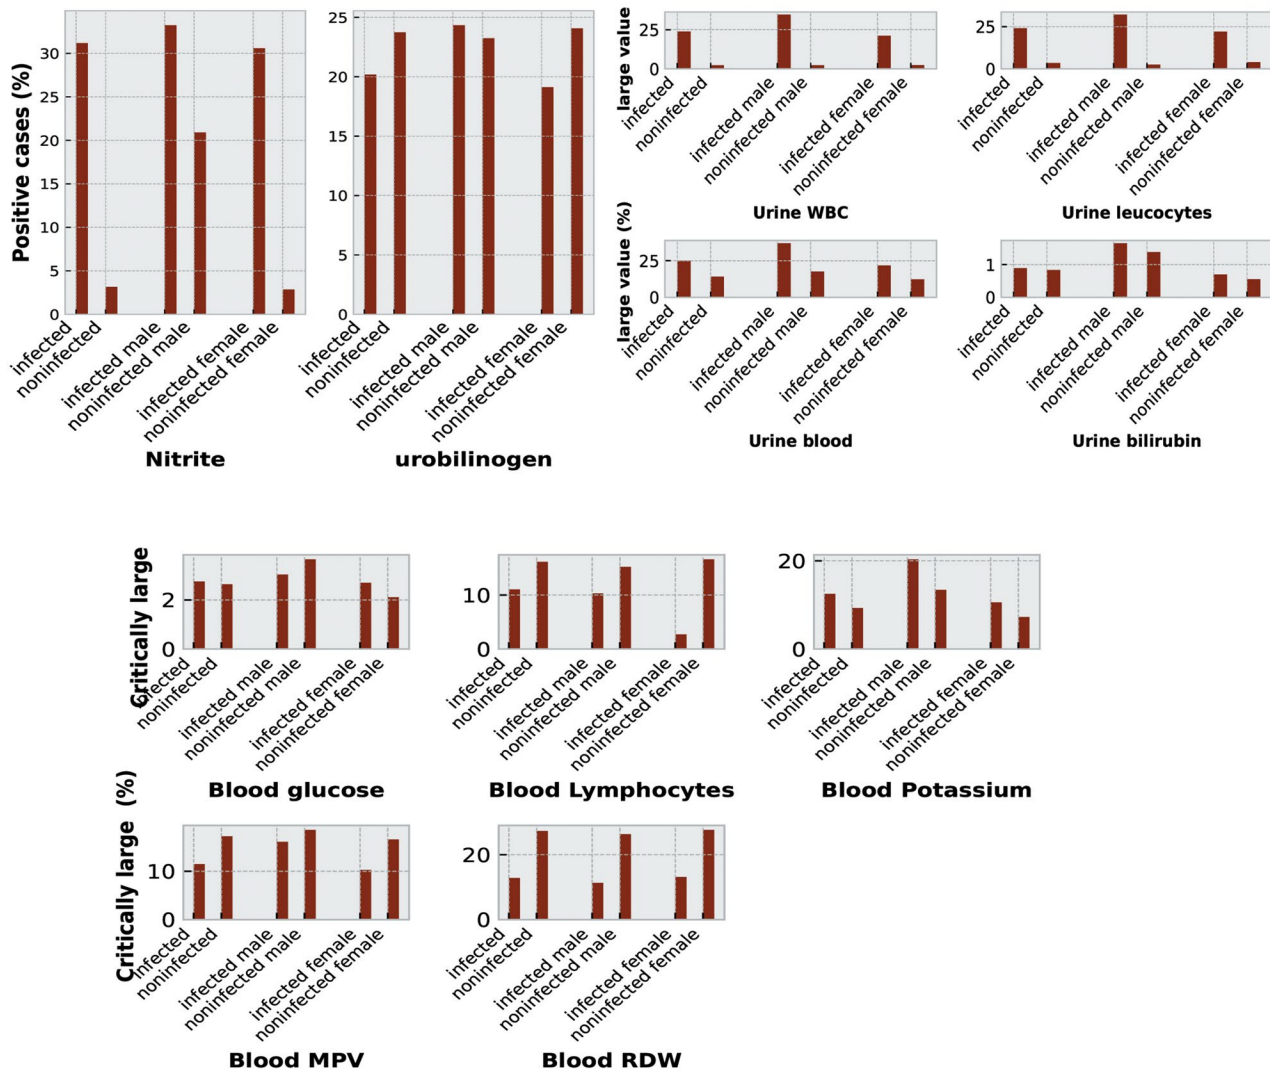 Positive cases (%)
30
25
20
15
10
5
0
infected
noninfected
infected male
noninfected male
infected female
noninfected female
Nitrite
25
20
15
10
5
0
infected
noninfected
infected male
noninfected male
infected female
noninfected female
urobilinogen
large value
25
0
infected
noninfected
infected male
noninfected male
infected female
noninfected female
Urine WBC
25
0
infected
noninfected
infected male
noninfected male
infected female
noninfected female
Urine leucocytes
large value (%)
25
0
infected
noninfected
infected male
noninfected male
infected female
noninfected female
Urine blood
1
0
infected
noninfected
infected male
noninfected male
infected female
noninfected female
Urine bilirubin
Critically large
2
0
infected
noninfected
infected male
noninfected male
infected female
noninfected female
Blood glucose
10
0
infected
noninfected
infected male
noninfected male
infected female
noninfected female
Blood Lymphocytes
20
0
infected
noninfected
infected male
noninfected male
infected female
noninfected female
Blood Potassium
Critically large (%)
10
0
infected
noninfected
infected male
noninfected male
infected female
noninfected female
Blood MPV
20
0
infected
noninfected
infected male
noninfected male
infected female
noninfected female
Blood RDW